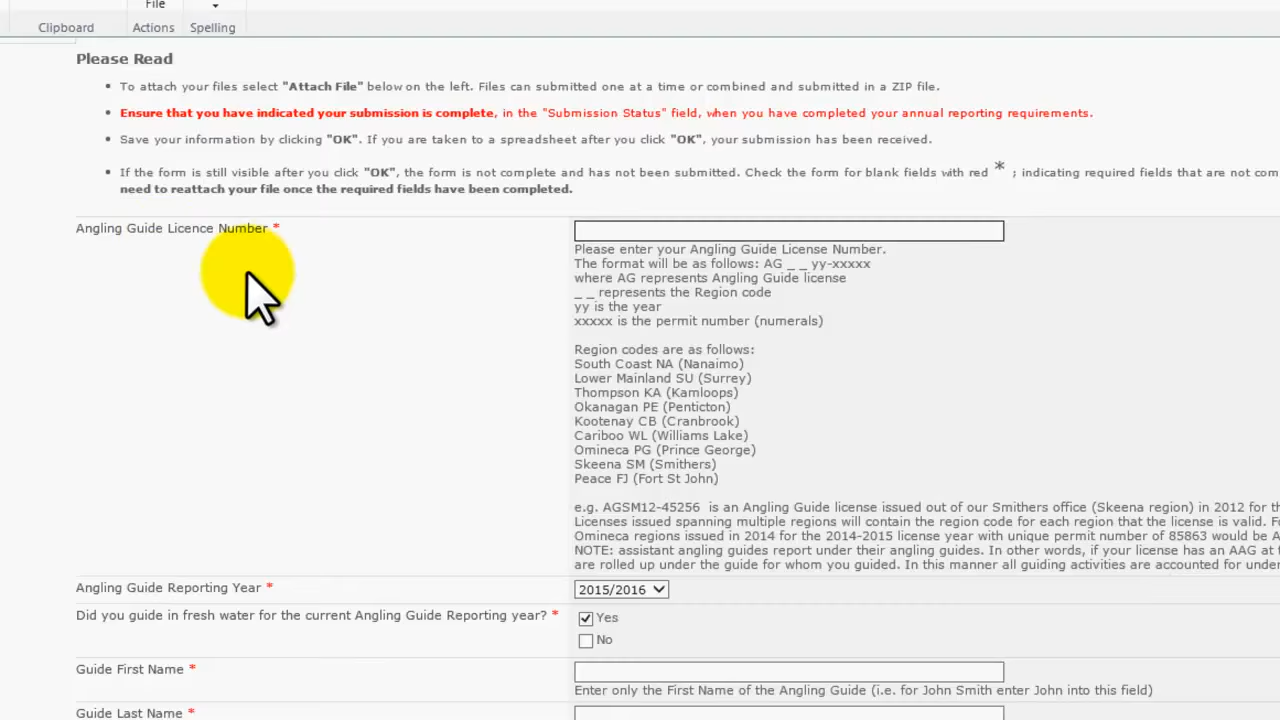 File
Clipboard Actions Spelling
Please Read
To attach your files select "Attach File" below on the left. Files can submitted one at a time or combined and submitted in a ZIP file.
Ensure that you have indicated your submission is complete, in the "Submission Status" field, when you have completed your annual reporting requirements.
Save your information by clicking "OK". If you are taken to a spreadsheet after you click "OK", your submission has been received.
If the form is still visible after you click "OK", the form is not complete and has not been submitted. Check the form for blank fields with red * ; indicating required fields that are not com
need to reattach your file once the required fields have been completed.
Angling Guide Licence Number *
Please enter your Angling Guide License Number.
The format will be as follows: AG _ _ yy-xxxxx
where AG represents Angling Guide license
_ _ represents the Region code
yy is the year
xxxxx is the permit number (numerals)
Region codes are as follows:
South Coast NA (Nanaimo)
Lower Mainland SU (Surrey)
Thompson KA (Kamloops)
Okanagan PE (Penticton)
Kootenay CB (Cranbrook)
Cariboo WL (Williams Lake)
Omineca PG (Prince George)
Skeena SM (Smithers)
Peace FJ (Fort St John)
e.g. AGSM12-45256 is an Angling Guide license issued out of our Smithers office (Skeena region) in 2012 for th
Licenses issued spanning multiple regions will contain the region code for each region that the license is valid. Fo
Omineca regions issued in 2014 for the 2014-2015 license year with unique permit number of 85863 would be A
NOTE: assistant angling guides report under their angling guides. In other words, if your license has an AAG at t
are rolled up under the guide for whom you guided. In this manner all guiding activities are accounted for under
Angling Guide Reporting Year * 2015/2016
Did you guide in fresh water for the current Angling Guide Reporting year? * Yes
No
Guide First Name *
Enter only the First Name of the Angling Guide (i.e. for John Smith enter John into this field)
Guide Last Name *